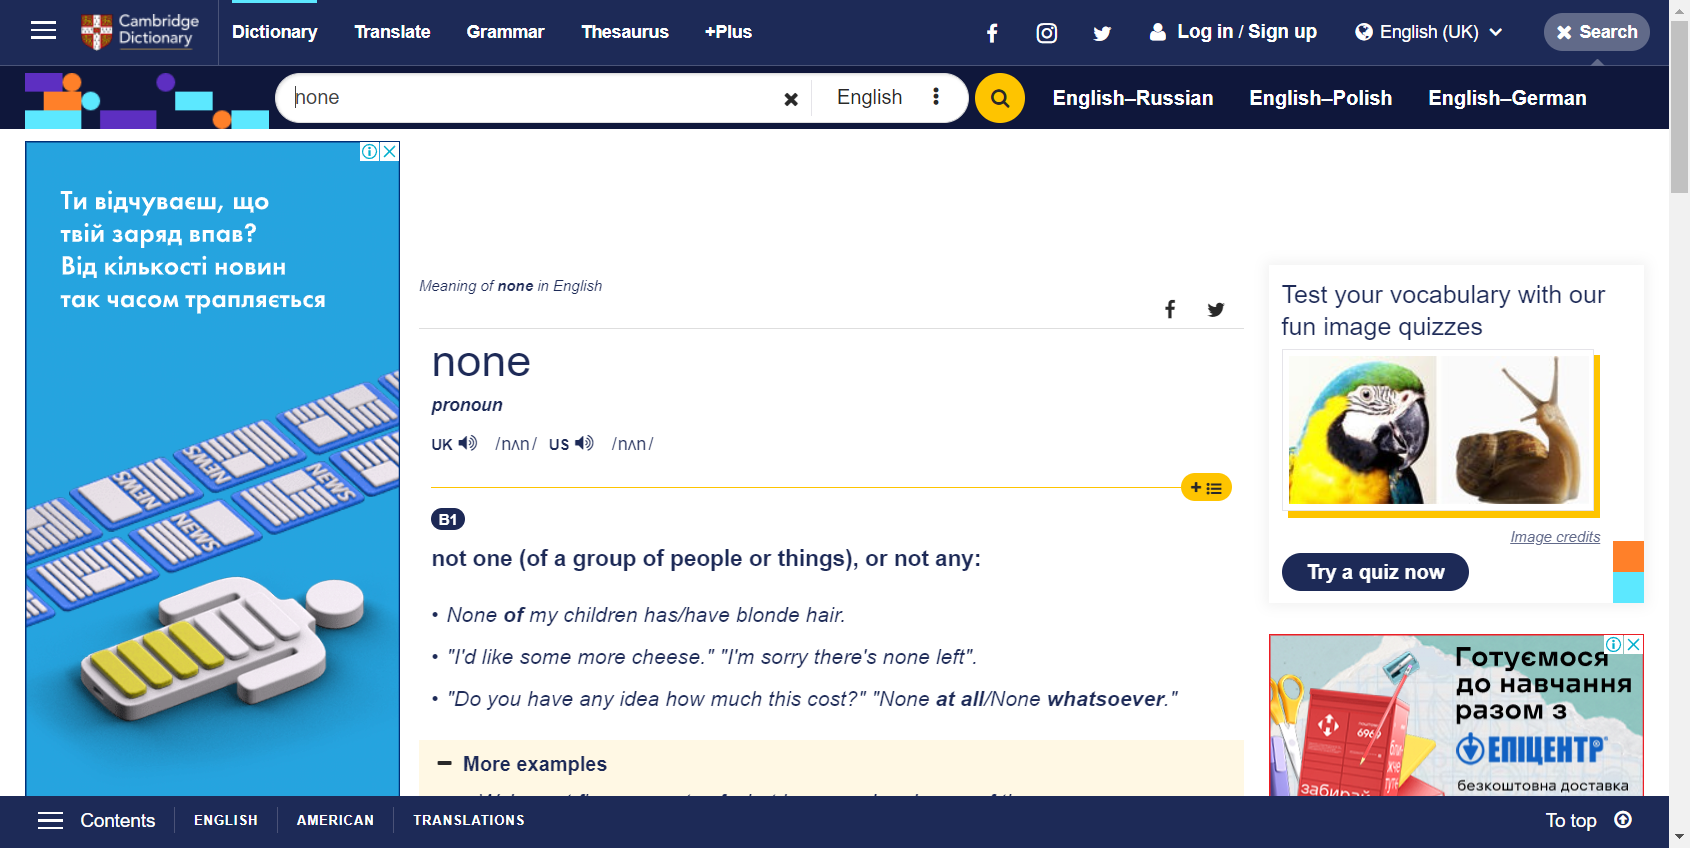 Cambridge Dictionary
Dictionary
Translate
Grammar
Thesaurus
+Plus
Log in / Sign up
English (UK)
Search
none
English
English–Russian
English–Polish
English–German
Ти відчуваєш, що
твій заряд впав?
Від кількості новин
так часом трапляється
NEWS
NEWS
NEWS
NEWS
Meaning of none in English
none
pronoun
UK /nʌn/ US /nʌn/
B1
not one (of a group of people or things), or not any:
• None of my children has/have blonde hair.
• "I'd like some more cheese." "I'm sorry there's none left".
• "Do you have any idea how much this cost?" "None at all/None whatsoever."
More examples
Test your vocabulary with our
fun image quizzes
Image credits
Try a quiz now
Готуємося
до навчання
разом з
ЕПІЦЕНТР
безкоштовна доставка
забирай
Contents
ENGLISH
AMERICAN
TRANSLATIONS
To top